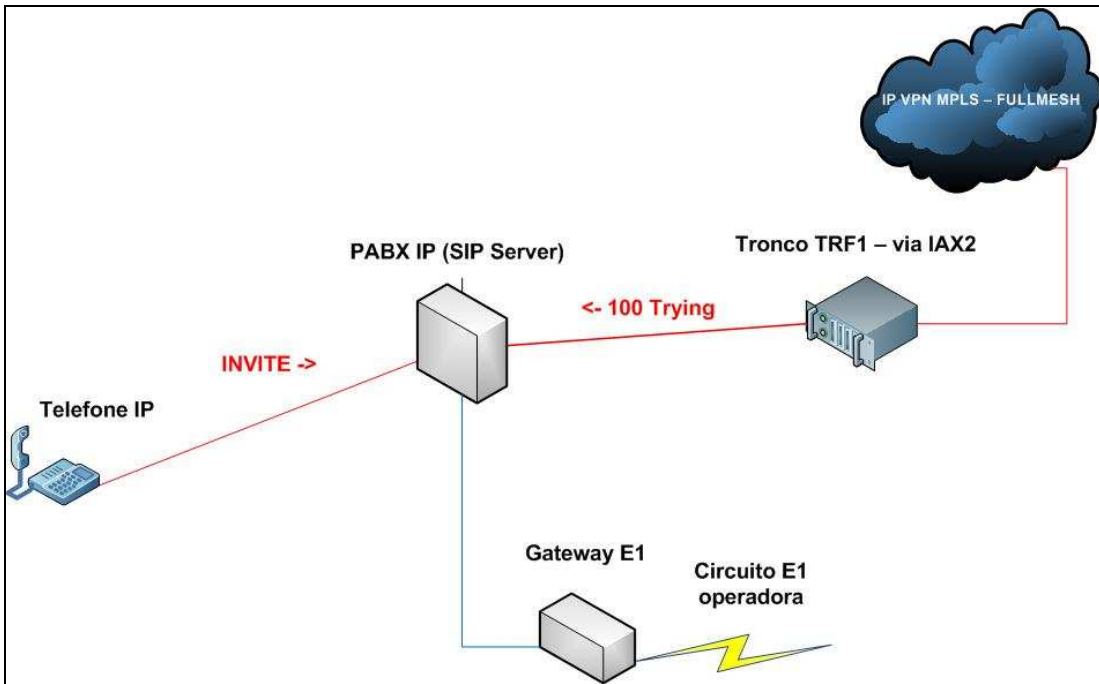 IP VPN MPLS – FULLMESH
Tronco TRF1 – via IAX2
PABX IP (SIP Server)
<- 100 Trying
INVITE ->
Telefone IP
Gateway E1
Circuito E1
operadora